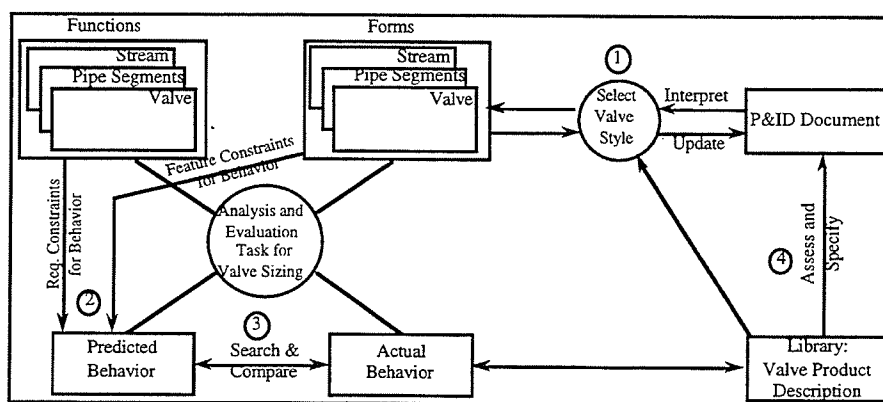 Functions
Forms
Stream
Pipe Segments
Valve
Stream
Pipe Segments
Valve
1
Select
Valve
Style
Interpret
Update
P&ID Document
Feature Constraints
for Behavior
Req. Constraints
for Behavior
Analysis and
Evaluation
Task for
Valve Sizing
4
Assess and
Specify
2
3
Predicted
Behavior
Search &
Compare
Actual
Behavior
Library:
Valve Product
Description